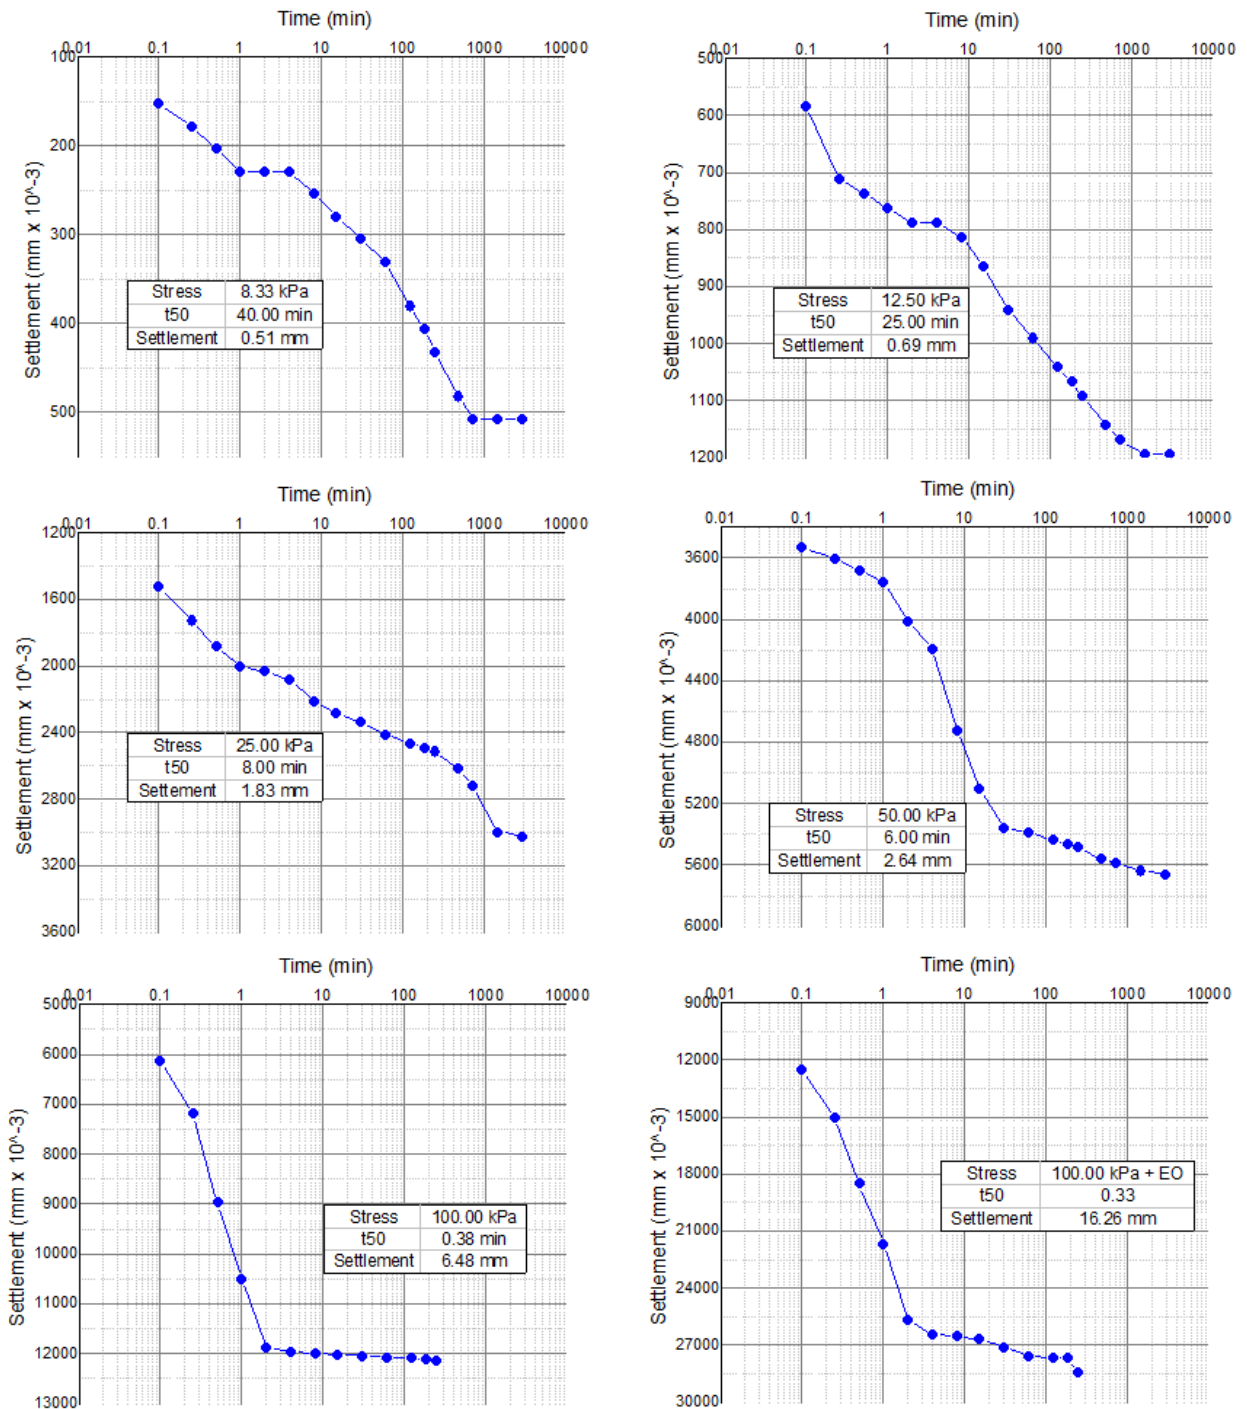 Time (min)
0.01 0.1 1 10 100 1000 10000
100
200
300
400
500
Settlement (mm x 10^-3)
Stress 8.33 kPa
t50 40.00 min
Settlement 0.51 mm
Time (min)
0.01 0.1 1 10 100 1000 10000
500
600
700
800
900
1000
1100
1200
Settlement (mm x 10^-3)
Stress 12.50 kPa
t50 25.00 min
Settlement 0.69 mm
Time (min)
0.01 0.1 1 10 100 1000 10000
1200
1600
2000
2400
2800
3200
3600
Settlement (mm x 10^-3)
Stress 25.00 kPa
t50 8.00 min
Settement 1.83 mm
Time (min)
0.01 0.1 1 10 100 1000 10000
3600
4000
4400
4800
5200
5600
6000
Settlement (mm x 10^-3)
Stress 50.00 kPa
t50 6.00 min
Settlement 2.64 mm
Time (min)
0.01 0.1 1 10 100 1000 10000
5000
6000
7000
8000
9000
10000
11000
12000
13000
Settlement (mm x 10^-3)
Stress 100.00 kPa
t50 0.38 min
Settlement 6.48 mm
Time (min)
0.01 0.1 1 10 100 1000 10000
9000
12000
15000
18000
21000
24000
27000
30000
Settlement (mm x 10^-3)
Stress 100.00 kPa + EO
t50 0.33
Settlement 16.26 mm